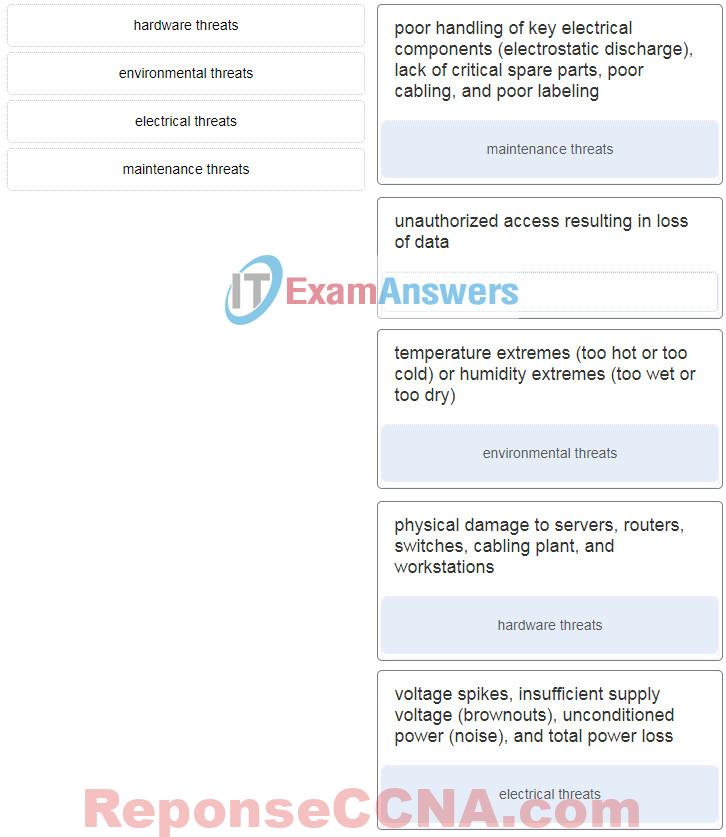 hardware threats
environmental threats
electrical threats
maintenance threats
poor handling of key electrical
components (electrostatic discharge),
lack of critical spare parts, poor
cabling, and poor labeling
maintenance threats
unauthorized access resulting in loss
of data
IT ExamAnswers
temperature extremes (too hot or too
cold) or humidity extremes (too wet or
too dry)
environmental threats
physical damage to servers, routers,
switches, cabling plant, and
workstations
hardware threats
voltage spikes, insufficient supply
voltage (brownouts), unconditioned
power (noise), and total power loss
electrical threats
ReponseCCNA.com